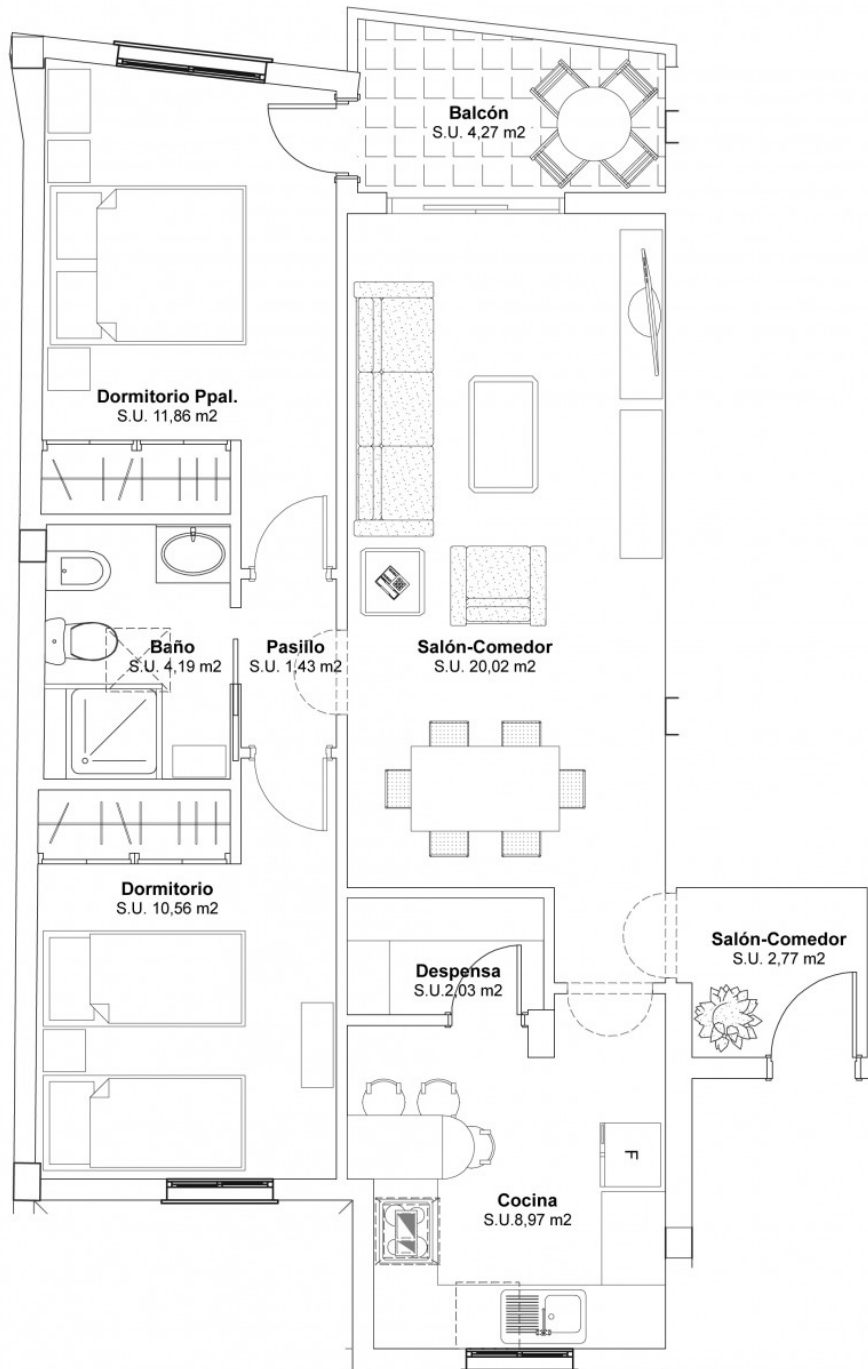 Balcón
S.U. 4,27 m2
Dormitorio Ppal.
S.U. 11,86 m2
Baño
S.U. 4,19 m2
Pasillo
S.U. 1,43 m2
Salón-Comedor
S.U. 20,02 m2
Dormitorio
S.U. 10,56 m2
Despensa
S.U.2,03 m2
Salón-Comedor
S.U. 2,77 m2
F
Cocina
S.U.8,97 m2